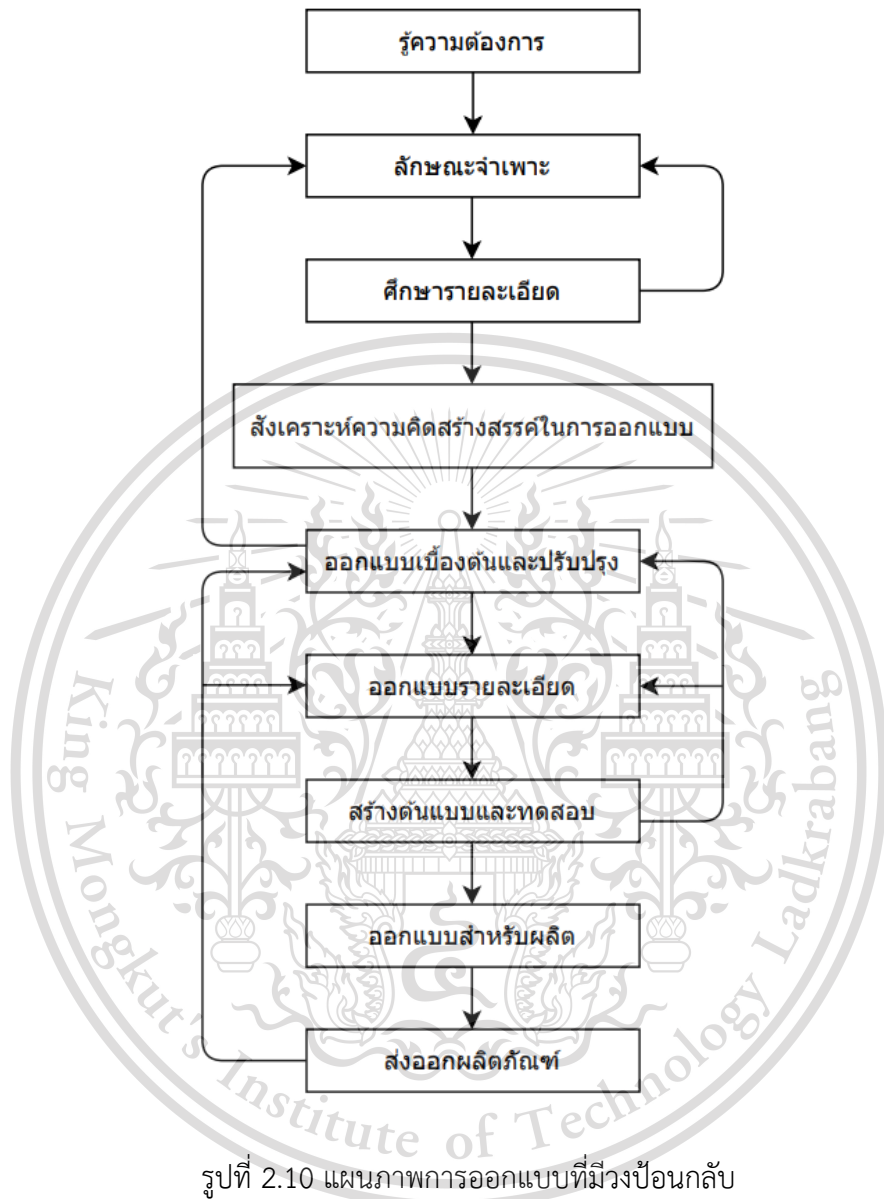 รู้ความต้องการ
ลักษณะจำเพาะ
ศึกษารายละเอียด
สังเคราะห์ความคิดสร้างสรรค์ในการออกแบบ
ออกแบบเบื้องต้นและปรับปรุง
ออกแบบรายละเอียด
สร้างต้นแบบและทดสอบ
ออกแบบสำหรับผลิต
ส่งออกผลิตภัณฑ์
King Mongkut's Institute of Technology Ladkrabang
รูปที่ 2.10 แผนภาพการออกแบบที่มีวงป้อนกลับ